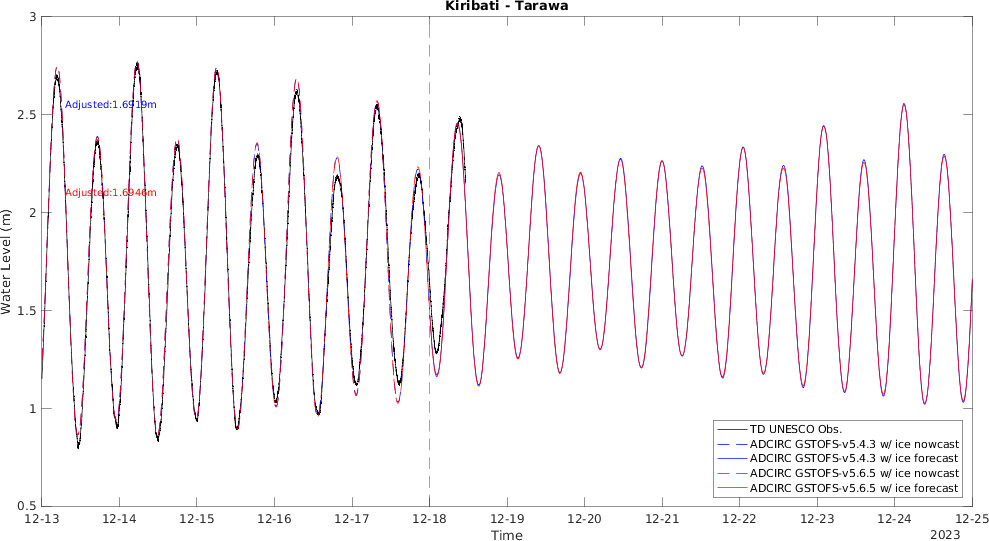 Kiribati - Tarawa
3
2.5
2
1.5
1
0.5
Water Level (m)
Adjusted:1.6919m
Adjusted:1.6946m
TD UNESCO Obs.
ADCIRC GSTOFS-v5.4.3 w/ ice nowcast
ADCIRC GSTOFS-v5.4.3 w/ ice forecast
ADCIRC GSTOFS-v5.6.5 w/ ice nowcast
ADCIRC GSTOFS-v5.6.5 w/ ice forecast
12-13 12-14 12-15 12-16 12-17 12-18 12-19 12-20 12-21 12-22 12-23 12-24 12-25
Time
2023